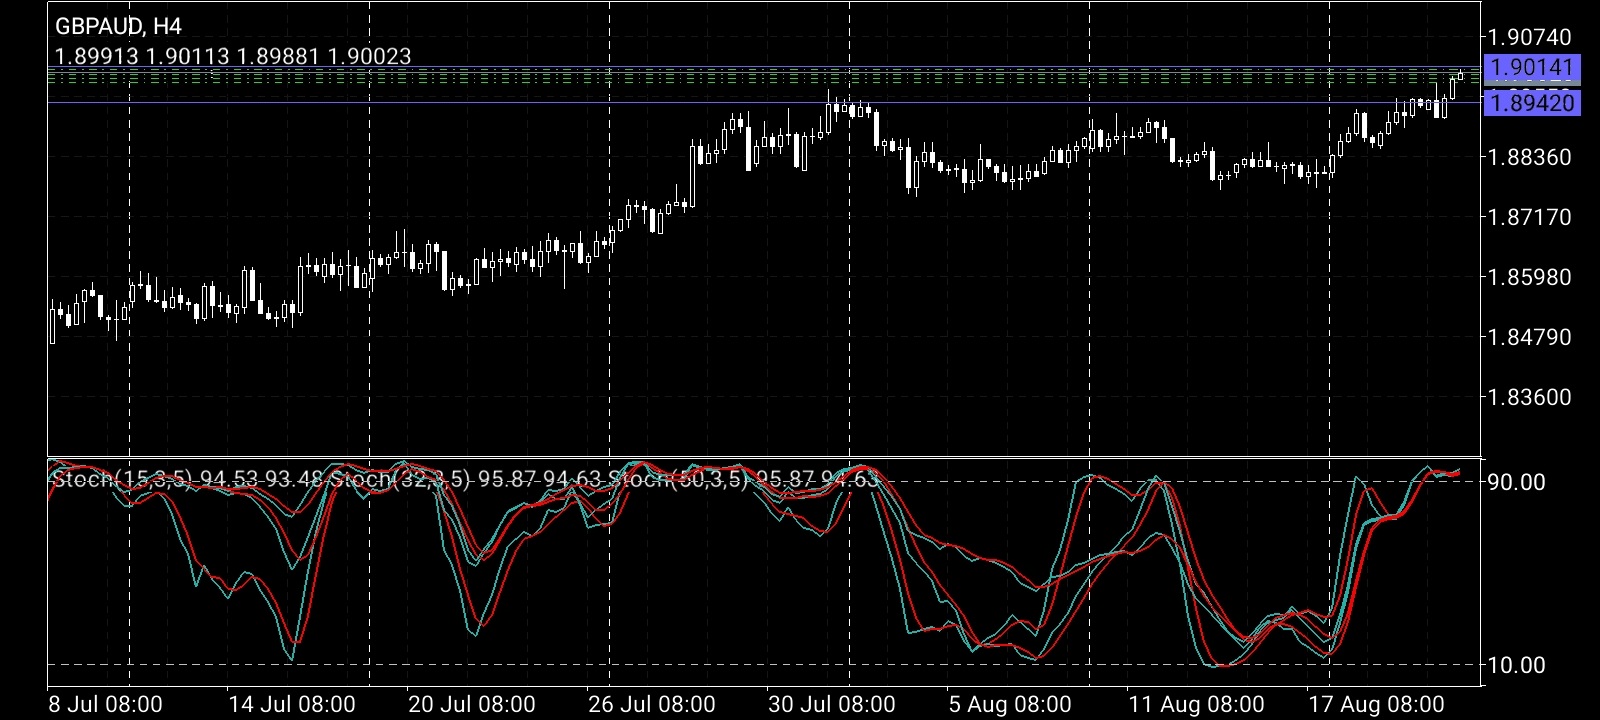 GBPAUD, H4
1.89913 1.90113 1.89881 1.90023
1.90740
1.90141
1.89420
1.88360
1.87170
1.85980
1.84790
1.83600
Stoch(15,3,5) 94.53 93.48 Stoch(32,3,5) 95.87 94.63 Stoch(50,3,5) 95.87 94.63
90.00
10.00
8 Jul 08:00 14 Jul 08:00 20 Jul 08:00 26 Jul 08:00 30 Jul 08:00 5 Aug 08:00 11 Aug 08:00 17 Aug 08:00